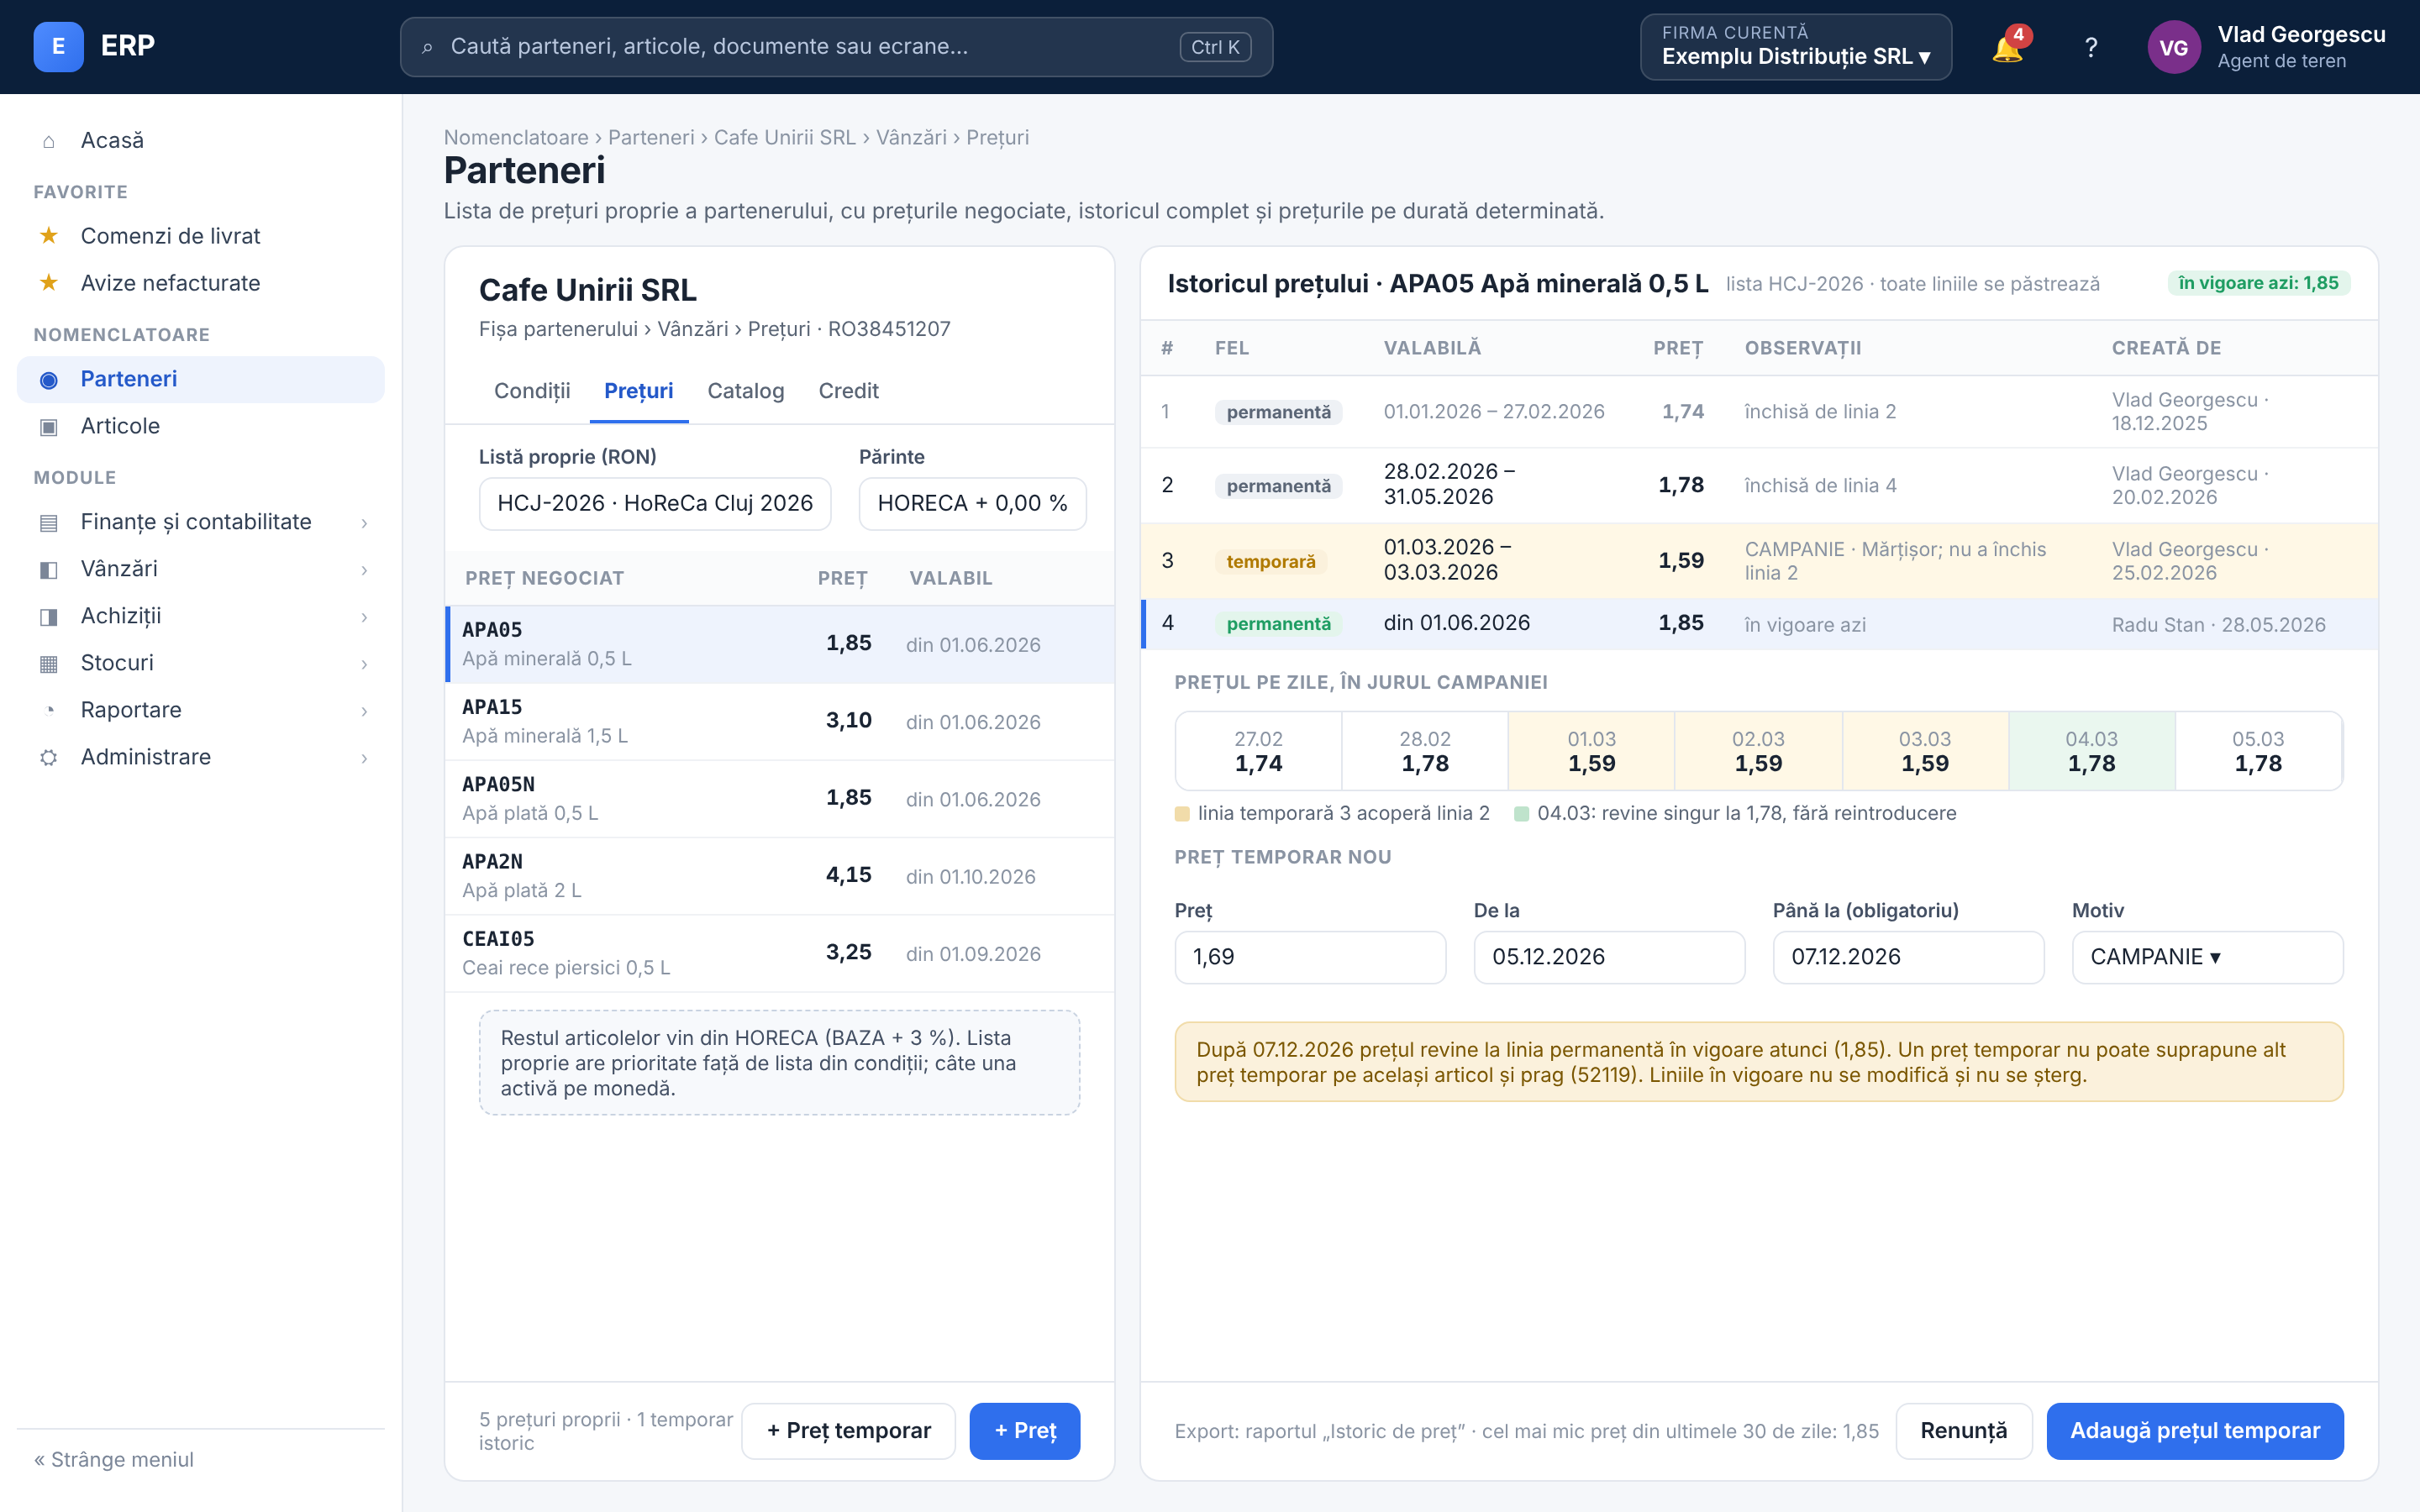 E ERP
Caută parteneri, articole, documente sau ecrane... Ctrl K
FIRMA CURENTĂ
Exemplu Distribuție SRL ▾
4
?
VG
Vlad Georgescu
Agent de teren
Acasă
FAVORITE
★ Comenzi de livrat
★ Avize nefacturate
NOMENCLATOARE
Parteneri
Articole
MODULE
Finanțe și contabilitate ›
Vânzări ›
Achiziții ›
Stocuri ›
Raportare ›
Administrare ›
« Strânge meniul
Nomenclatoare › Parteneri › Cafe Unirii SRL › Vânzări › Prețuri
Parteneri
Lista de prețuri proprie a partenerului, cu prețurile negociate, istoricul complet și prețurile pe durată determinată.
Cafe Unirii SRL
Fișa partenerului › Vânzări › Prețuri · RO38451207
Condiții Prețuri Catalog Credit
Listă proprie (RON) Părinte
HCJ-2026 · HoReCa Cluj 2026 HORECA + 0,00 %
PREȚ NEGOCIAT PREȚ VALABIL
APA05
Apă minerală 0,5 L
1,85 din 01.06.2026
APA15
Apă minerală 1,5 L
3,10 din 01.06.2026
APA05N
Apă plată 0,5 L
1,85 din 01.06.2026
APA2N
Apă plată 2 L
4,15 din 01.10.2026
CEAI05
Ceai rece piersici 0,5 L
3,25 din 01.09.2026
Restul articolelor vin din HORECA (BAZA + 3 %). Lista
proprie are prioritate față de lista din condiții; câte una
activă pe monedă.
5 prețuri proprii · 1 temporar
istoric
+ Preț temporar + Preț
Istoricul prețului · APA05 Apă minerală 0,5 L lista HCJ-2026 · toate liniile se păstrează în vigoare azi: 1,85
# FEL VALABILĂ PREȚ OBSERVAȚII CREATĂ DE
1 permanentă 01.01.2026 – 27.02.2026 1,74 închisă de linia 2 Vlad Georgescu ·
18.12.2025
2 permanentă 28.02.2026 –
31.05.2026
1,78 închisă de linia 4 Vlad Georgescu ·
20.02.2026
3 temporară 01.03.2026 –
03.03.2026
1,59 CAMPANIE · Mărțișor; nu a închis
linia 2
Vlad Georgescu ·
25.02.2026
4 permanentă din 01.06.2026 1,85 în vigoare azi Radu Stan · 28.05.2026
PREȚUL PE ZILE, ÎN JURUL CAMPANIEI
27.02 28.02 01.03 02.03 03.03 04.03 05.03
1,74 1,78 1,59 1,59 1,59 1,78 1,78
linia temporară 3 acoperă linia 2 04.03: revine singur la 1,78, fără reintroducere
PREȚ TEMPORAR NOU
Preț De la Până la (obligatoriu) Motiv
1,69 05.12.2026 07.12.2026 CAMPANIE ▾
După 07.12.2026 prețul revine la linia permanentă în vigoare atunci (1,85). Un preț temporar nu poate suprapune alt
preț temporar pe același articol și prag (52119). Liniile în vigoare nu se modifică și nu se șterg.
Export: raportul „Istoric de preț” · cel mai mic preț din ultimele 30 de zile: 1,85
Renunță Adaugă prețul temporar